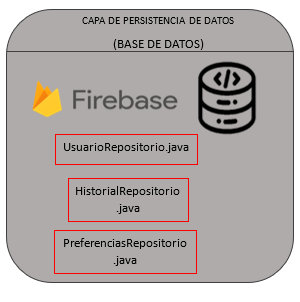 CAPA DE PERSISTENCIA DE DATOS
(BASE DE DATOS)
Firebase
</>
UsuarioRepositorio.java
HistorialRepositorio
.java
PreferenciasRepositorio
.java